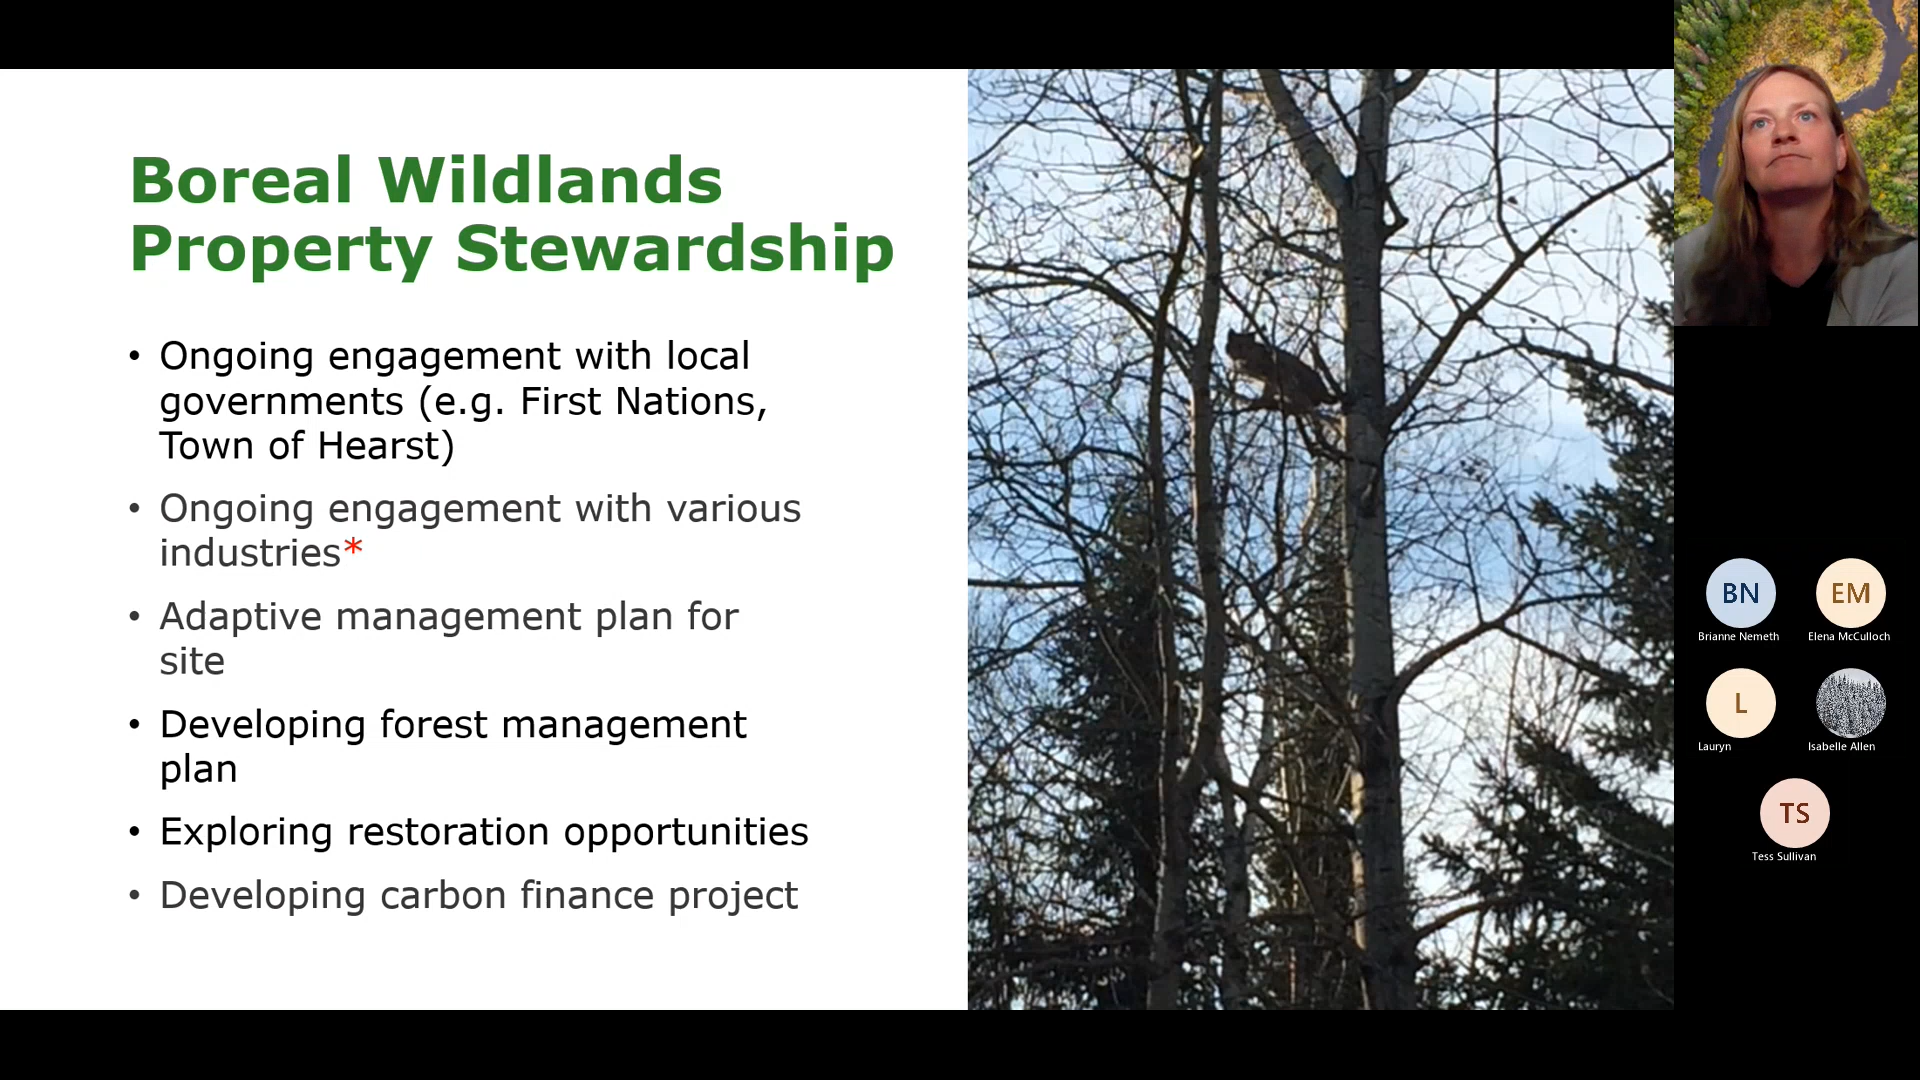 Boreal Wildlands
Property Stewardship
• Ongoing engagement with local
governments (e.g. First Nations,
Town of Hearst)
• Ongoing engagement with various
industries*
• Adaptive management plan for
site
• Developing forest management
plan
• Exploring restoration opportunities
• Developing carbon finance project
BN
Brianne Nemeth
EM
Elena McCulloch
L
Lauryn
Isabelle Allen
TS
Tess Sullivan